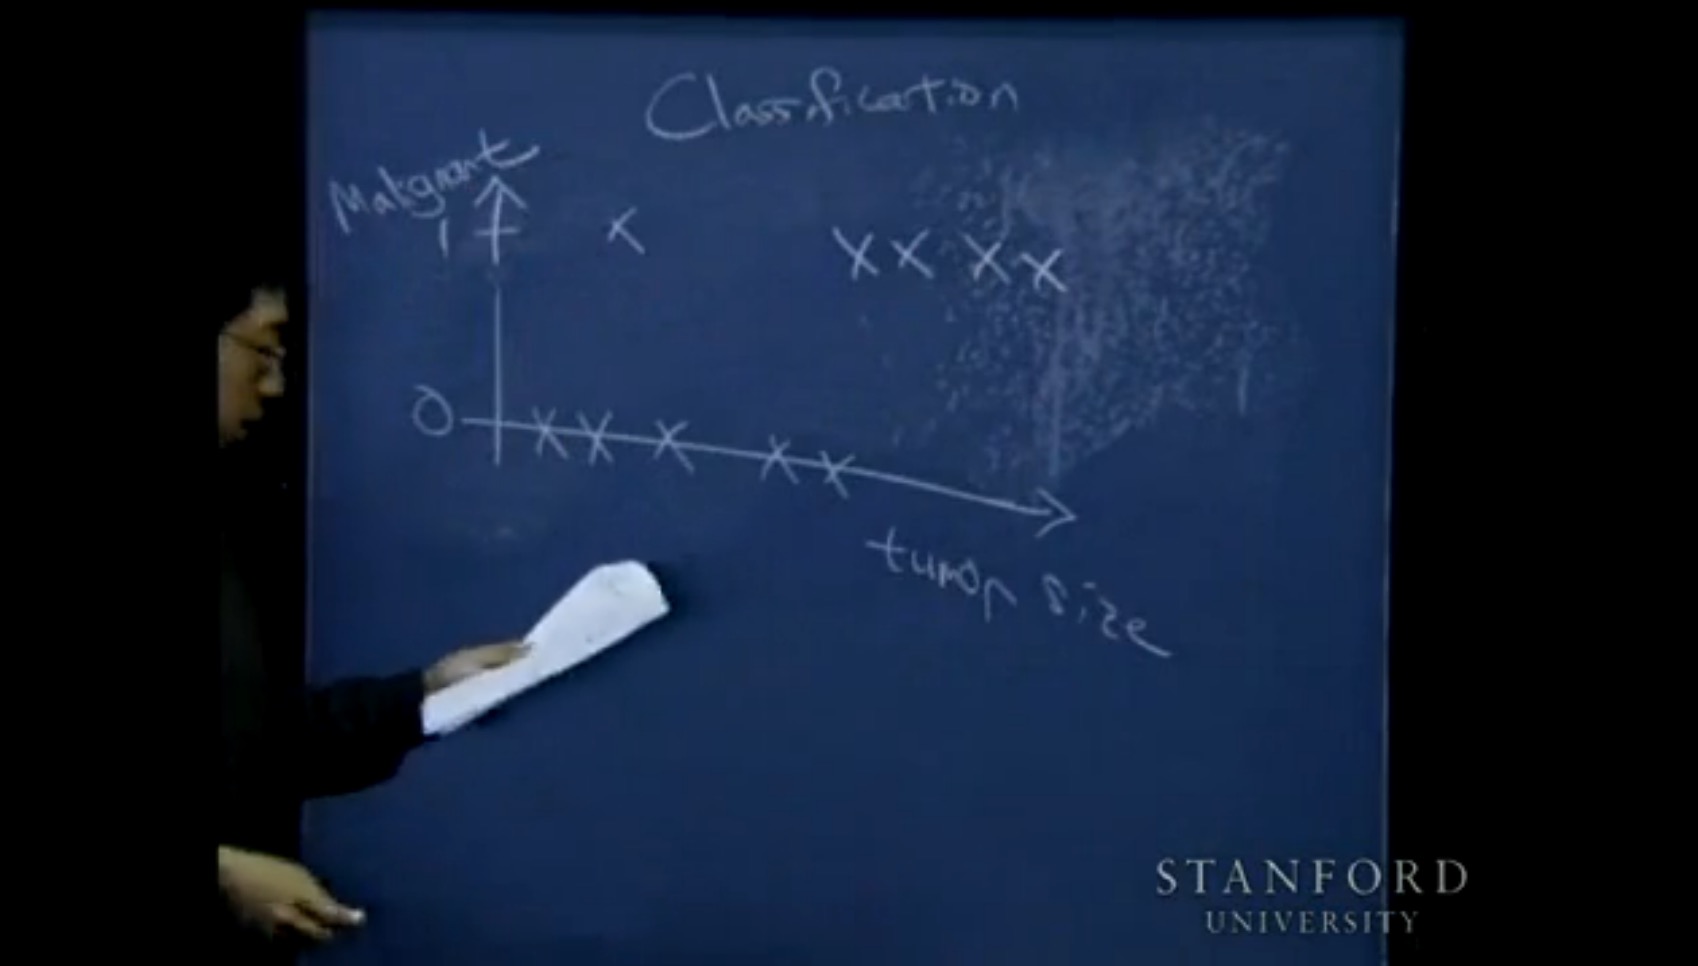 Classification
Malignant
1
0
tumor size
STANFORD
UNIVERSITY